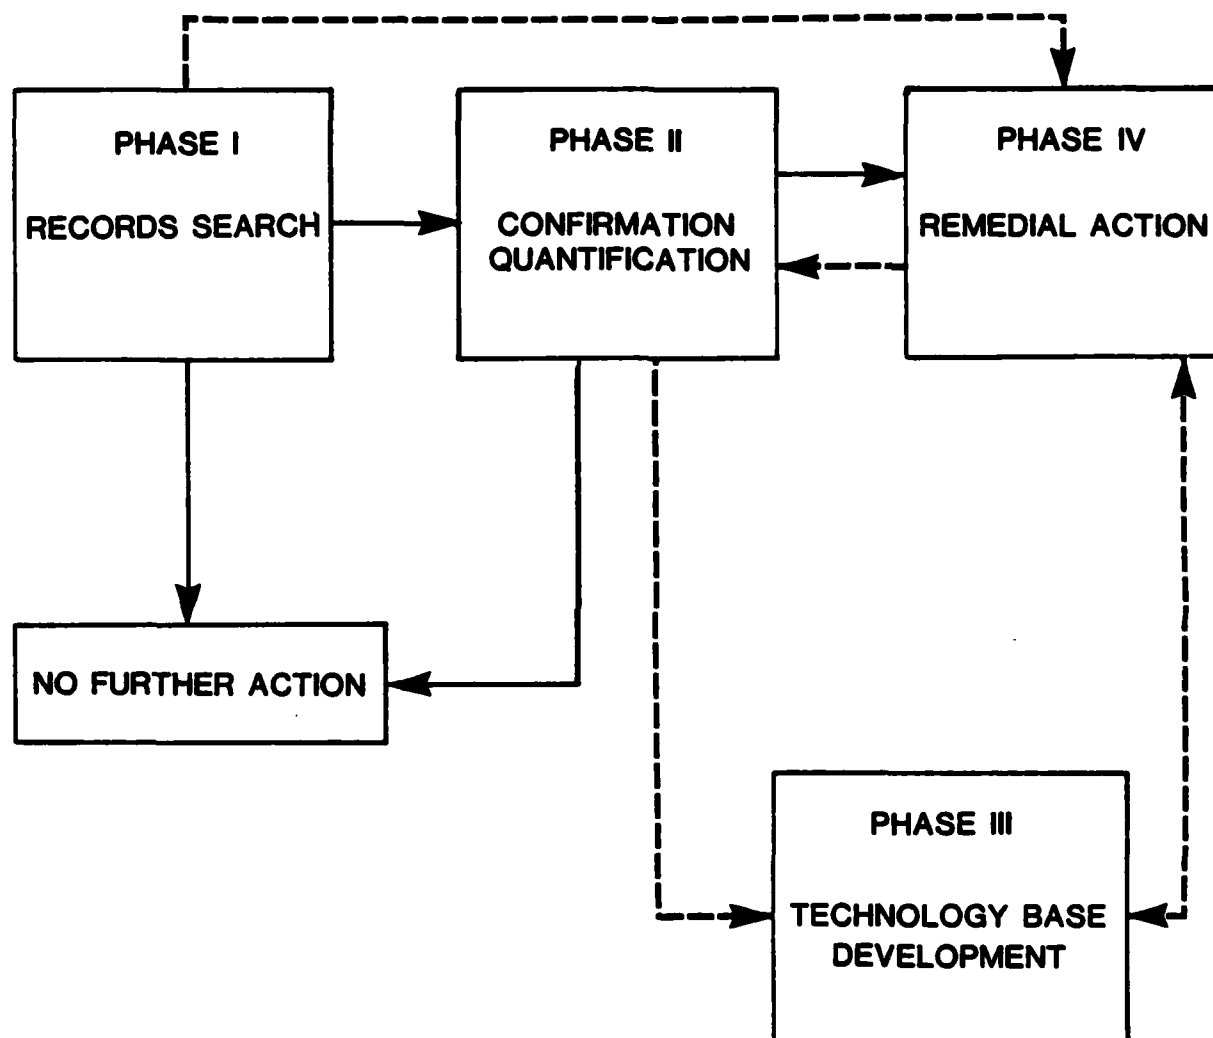 PHASE I
RECORDS SEARCH
PHASE II
CONFIRMATION
QUANTIFICATION
PHASE IV
REMEDIAL ACTION
NO FURTHER ACTION
PHASE III
TECHNOLOGY BASE
DEVELOPMENT